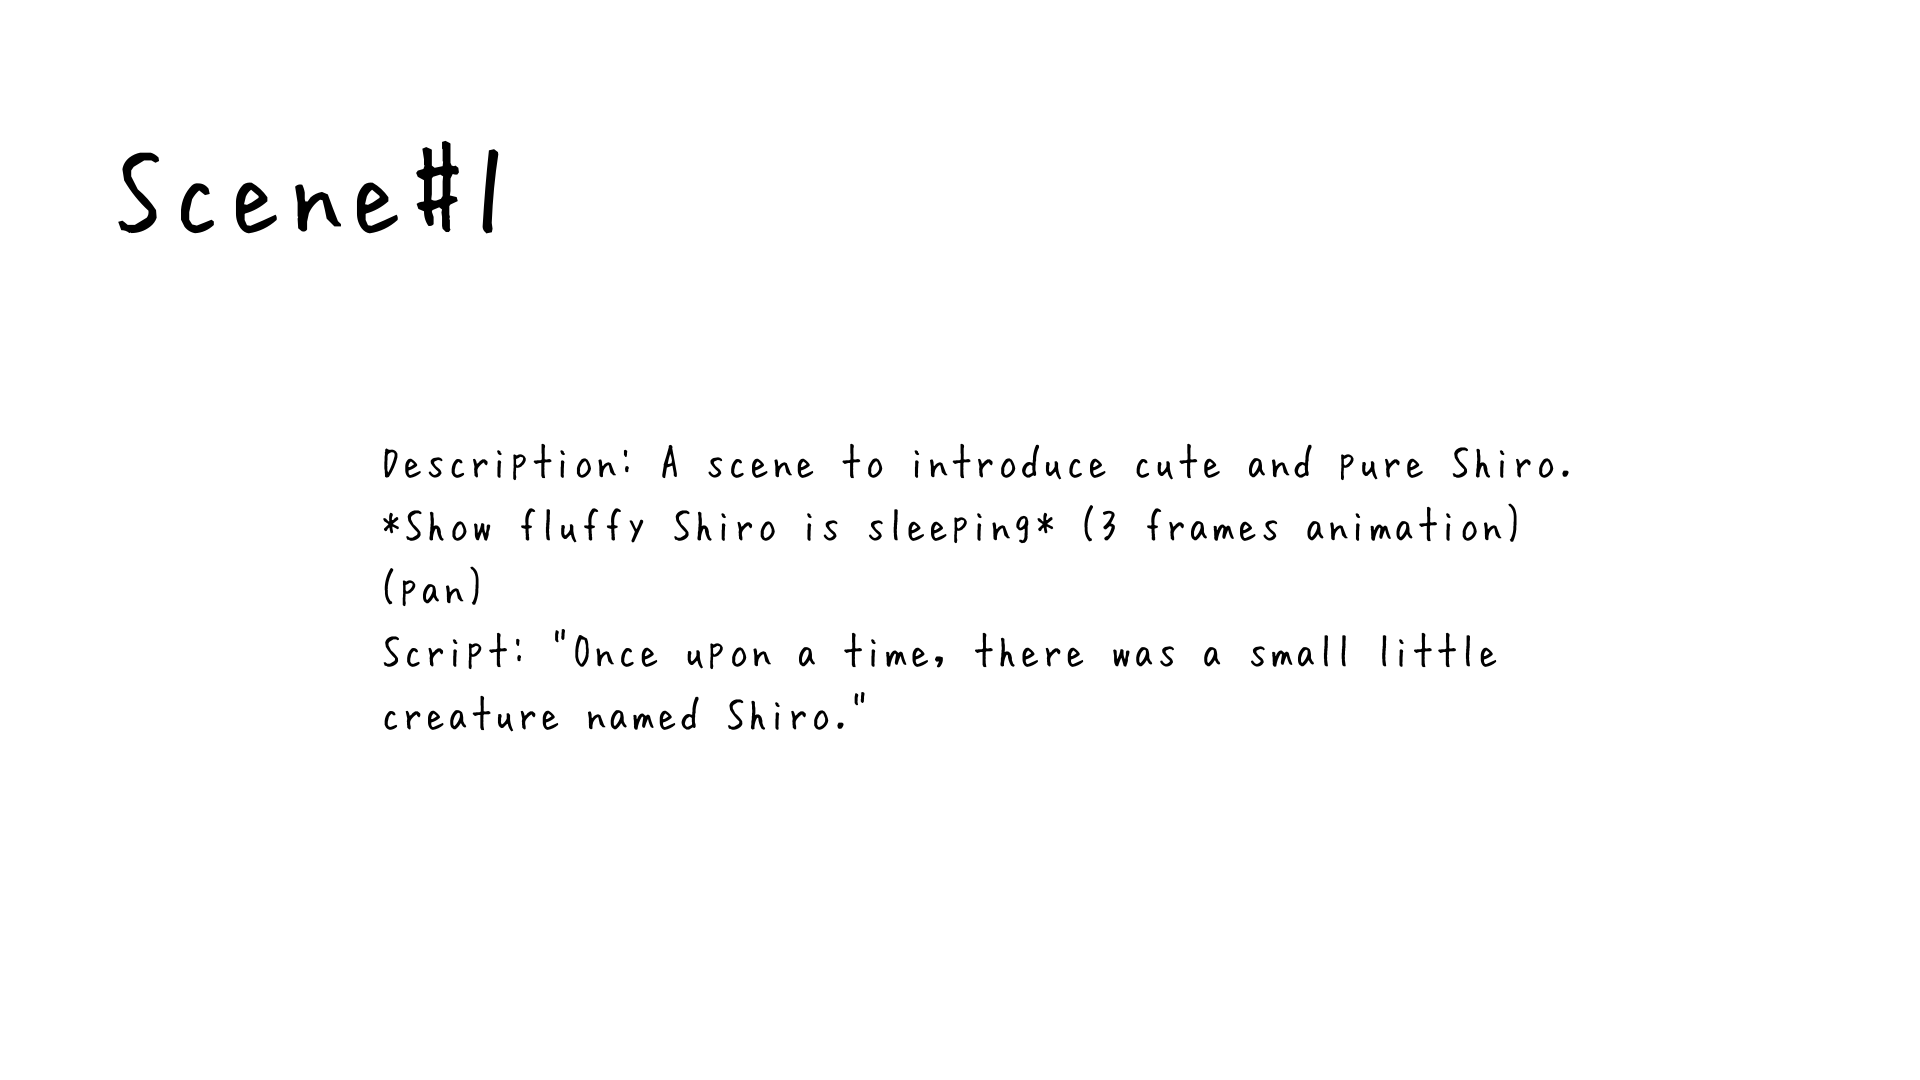 Scene#1
Description: A scene to introduce cute and pure Shiro.
*Show fluffy Shiro is sleeping* (3 frames animation)
(pan)
Script: "Once upon a time, there was a small little
creature named Shiro."